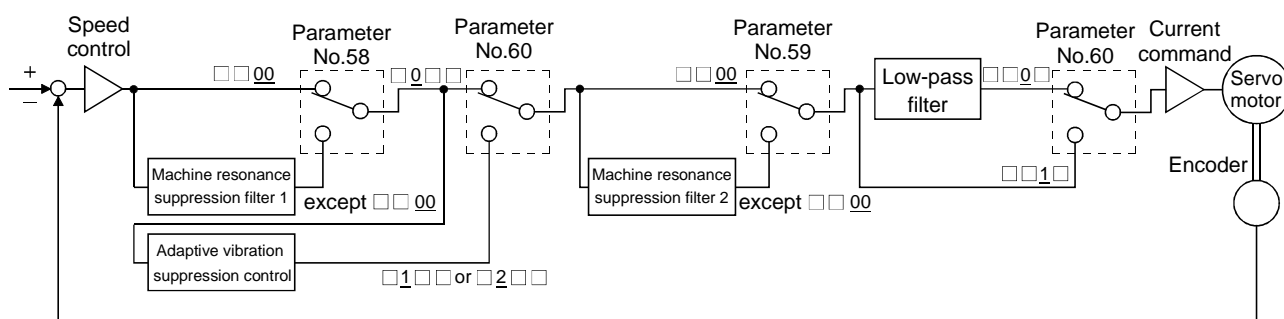 Speed
control
Parameter
No.58
Parameter
No.60
Parameter
No.59
Parameter
No.60
Current
command
+
−
□□00
□0□□
□□00
Low-pass
filter
□□0□
Servo
motor
Machine resonance
suppression filter 1
except □□00
Machine resonance
suppression filter 2
except □□00
□□1□
Encoder
Adaptive vibration
suppression control
□1□□ or □2□□